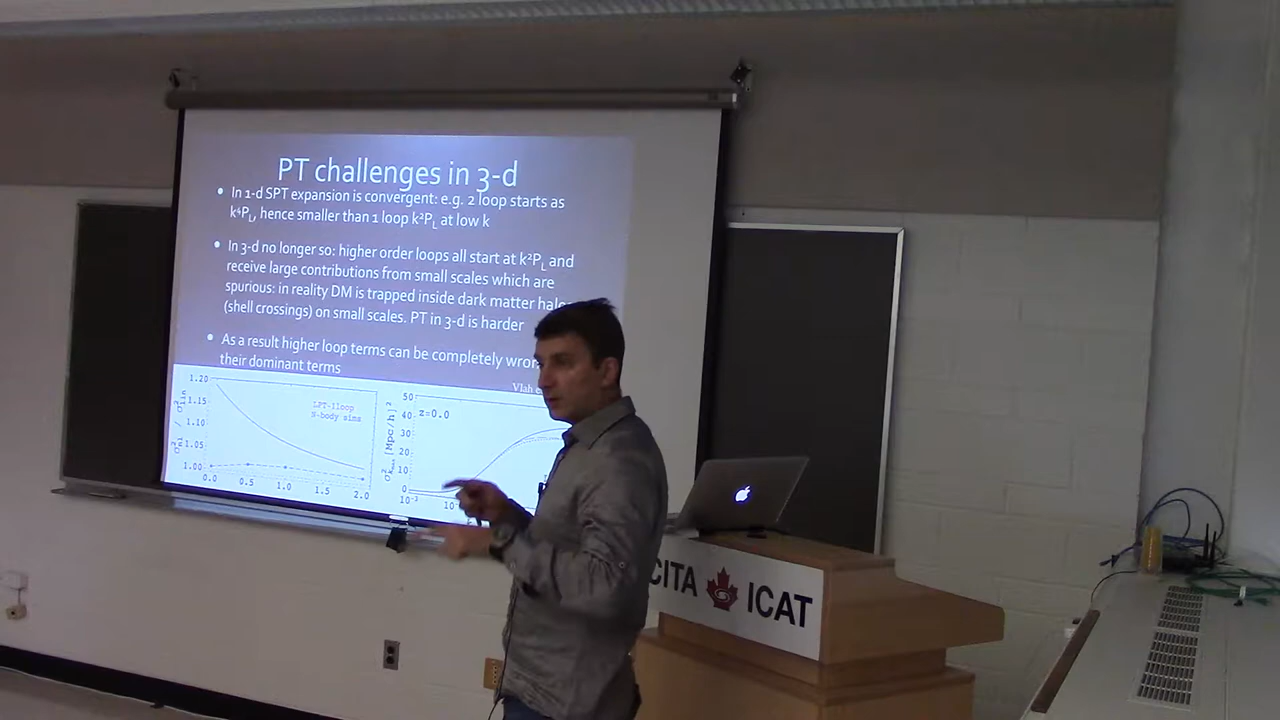 PT challenges in 3-d
• In 1-d SPT expansion is convergent: e.g. 2 loop starts as
k⁴P_L, hence smaller than 1 loop k²P_L at low k
• In 3-d no longer so: higher order loops all start at k²P_L and
receive large contributions from small scales which are
spurious: in reality DM is trapped inside dark matter
(shell crossings) on small scales. PT in 3-d is harder
• As a result higher loop terms can be completely
their dominant terms
Vlah
1.20
1.15
1.10
1.05
1.00
0.0 0.5 1.0 1.5 2.0
LPT-1loop
N-body sims
50
40
30
20
10
0
z=0.0
10⁻³
CITA ICAT